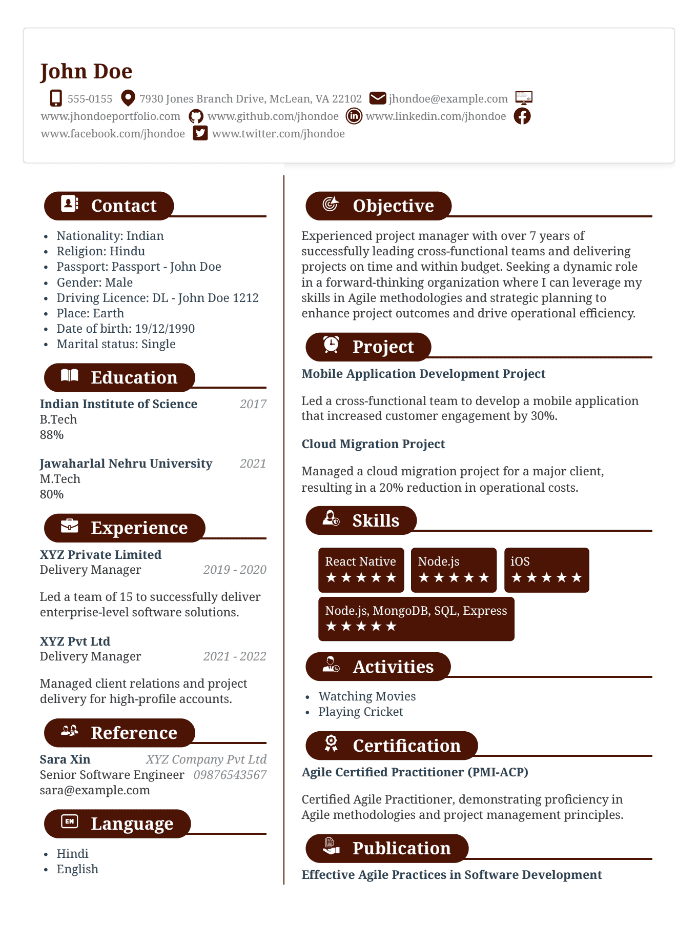 John Doe
555-0155 7930 Jones Branch Drive, McLean, VA 22102 jhondoe@example.com
www.jhondoeportfolio.com www.github.com/jhondoe www.linkedin.com/jhondoe
www.facebook.com/jhondoe www.twitter.com/jhondoe
Contact
• Nationality: Indian
• Religion: Hindu
• Passport: Passport - John Doe
• Gender: Male
• Driving Licence: DL - John Doe 1212
• Place: Earth
• Date of birth: 19/12/1990
• Marital status: Single
Education
Indian Institute of Science 2017
B.Tech
88%
Jawaharlal Nehru University 2021
M.Tech
80%
Experience
XYZ Private Limited
Delivery Manager 2019 - 2020
Led a team of 15 to successfully deliver
enterprise-level software solutions.
XYZ Pvt Ltd
Delivery Manager 2021 - 2022
Managed client relations and project
delivery for high-profile accounts.
Reference
Sara Xin XYZ Company Pvt Ltd
Senior Software Engineer 09876543567
sara@example.com
Language
• Hindi
• English
Objective
Experienced project manager with over 7 years of
successfully leading cross-functional teams and delivering
projects on time and within budget. Seeking a dynamic role
in a forward-thinking organization where I can leverage my
skills in Agile methodologies and strategic planning to
enhance project outcomes and drive operational efficiency.
Project
Mobile Application Development Project
Led a cross-functional team to develop a mobile application
that increased customer engagement by 30%.
Cloud Migration Project
Managed a cloud migration project for a major client,
resulting in a 20% reduction in operational costs.
Skills
React Native Node.js iOS
★★★★★ ★★★★★ ★★★★★
Node.js, MongoDB, SQL, Express
★★★★★
Activities
• Watching Movies
• Playing Cricket
Certification
Agile Certified Practitioner (PMI-ACP)
Certified Agile Practitioner, demonstrating proficiency in
Agile methodologies and project management principles.
Publication
Effective Agile Practices in Software Development